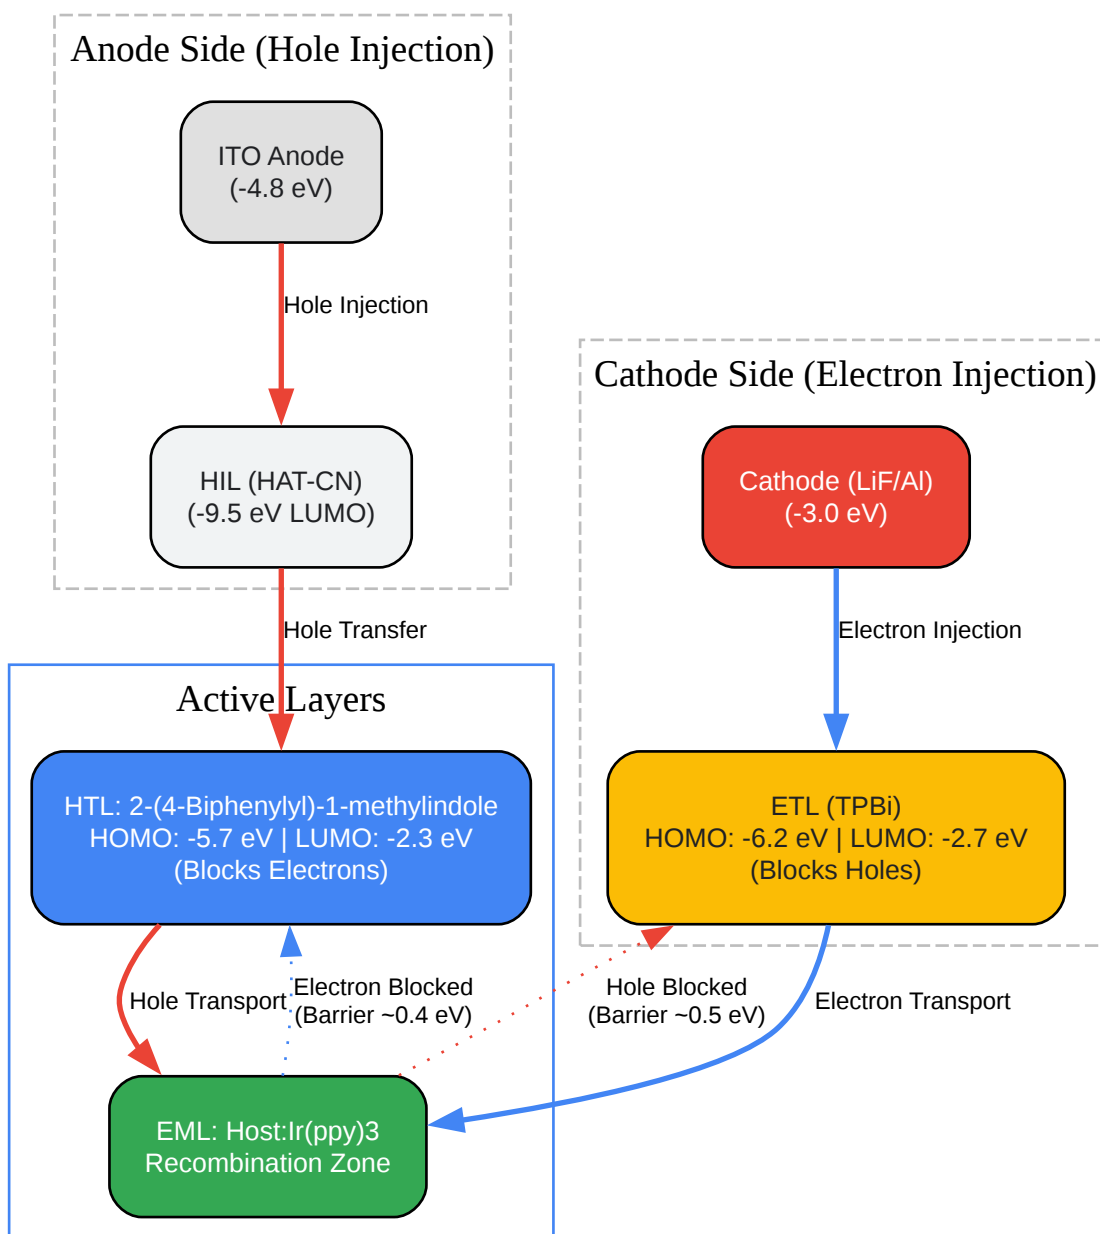 Anode Side (Hole Injection)
ITO Anode
(-4.8 eV)
Hole Injection
HIL (HAT-CN)
(-9.5 eV LUMO)
Hole Transfer
Cathode Side (Electron Injection)
Cathode (LiF/Al)
(-3.0 eV)
Electron Injection
Active Layers
HTL: 2-(4-Biphenylyl)-1-methylindole
HOMO: -5.7 eV | LUMO: -2.3 eV
(Blocks Electrons)
ETL (TPBi)
HOMO: -6.2 eV | LUMO: -2.7 eV
(Blocks Holes)
Hole Transport
Electron Blocked
(Barrier ~0.4 eV)
Hole Blocked
(Barrier ~0.5 eV)
Electron Transport
EML: Host:Ir(ppy)3
Recombination Zone